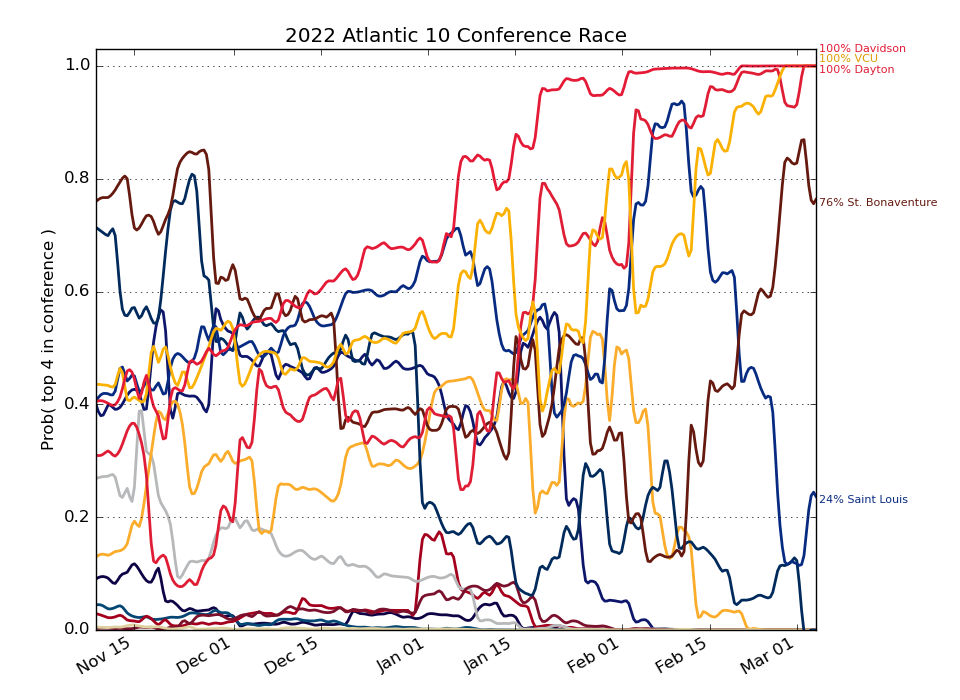 2022 Atlantic 10 Conference Race
100% Davidson
100% VCU
100% Dayton
76% St. Bonaventure
24% Saint Louis
Prob( top 4 in conference )
1.0
0.8
0.6
0.4
0.2
0.0
Nov 15
Dec 01
Dec 15
Jan 01
Jan 15
Feb 01
Feb 15
Mar 01